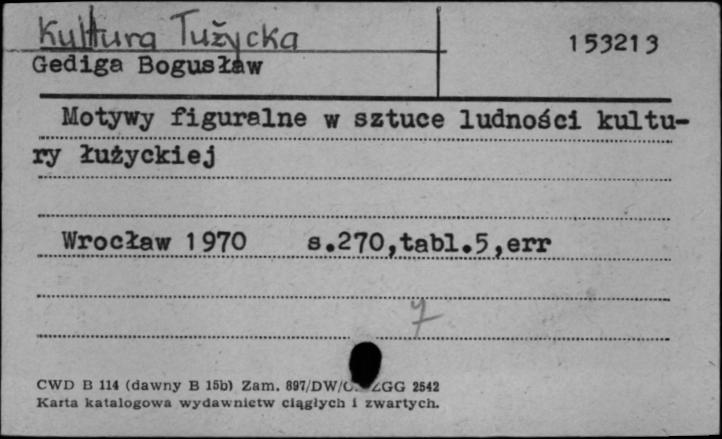 Kultura Łużycka
153213
Gediga Bogusław
Motywy figuralne w sztuce ludności kultu-
ry łużyckiej
Wrocław 1970 s.270,tabl.5,err
7
CWD B 114 (dawny B 15b) Zam. 897/DW/ ZGG 2542
Karta katalogowa wydawnictw ciągłych i zwartych.